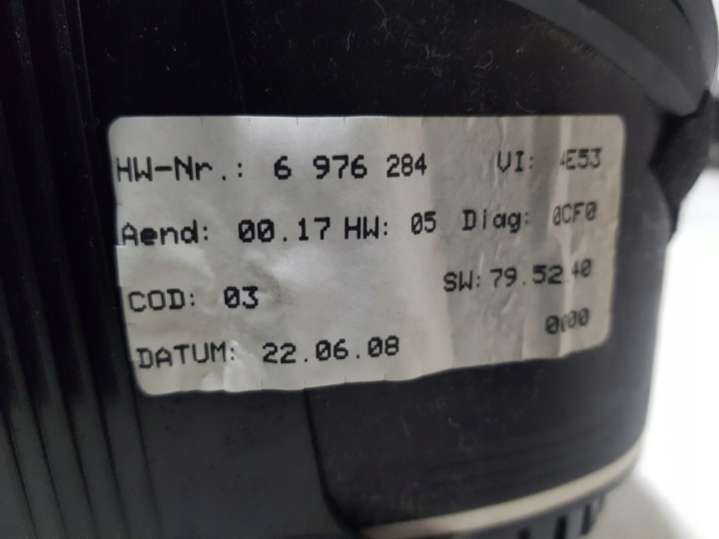 HW-Nr.: 6 976 284 VI: 4E53
Aend: 00.17 HW: 05 Diag: 0CF0
COD: 03 SW: 79.52.40
0000
DATUM: 22.06.08